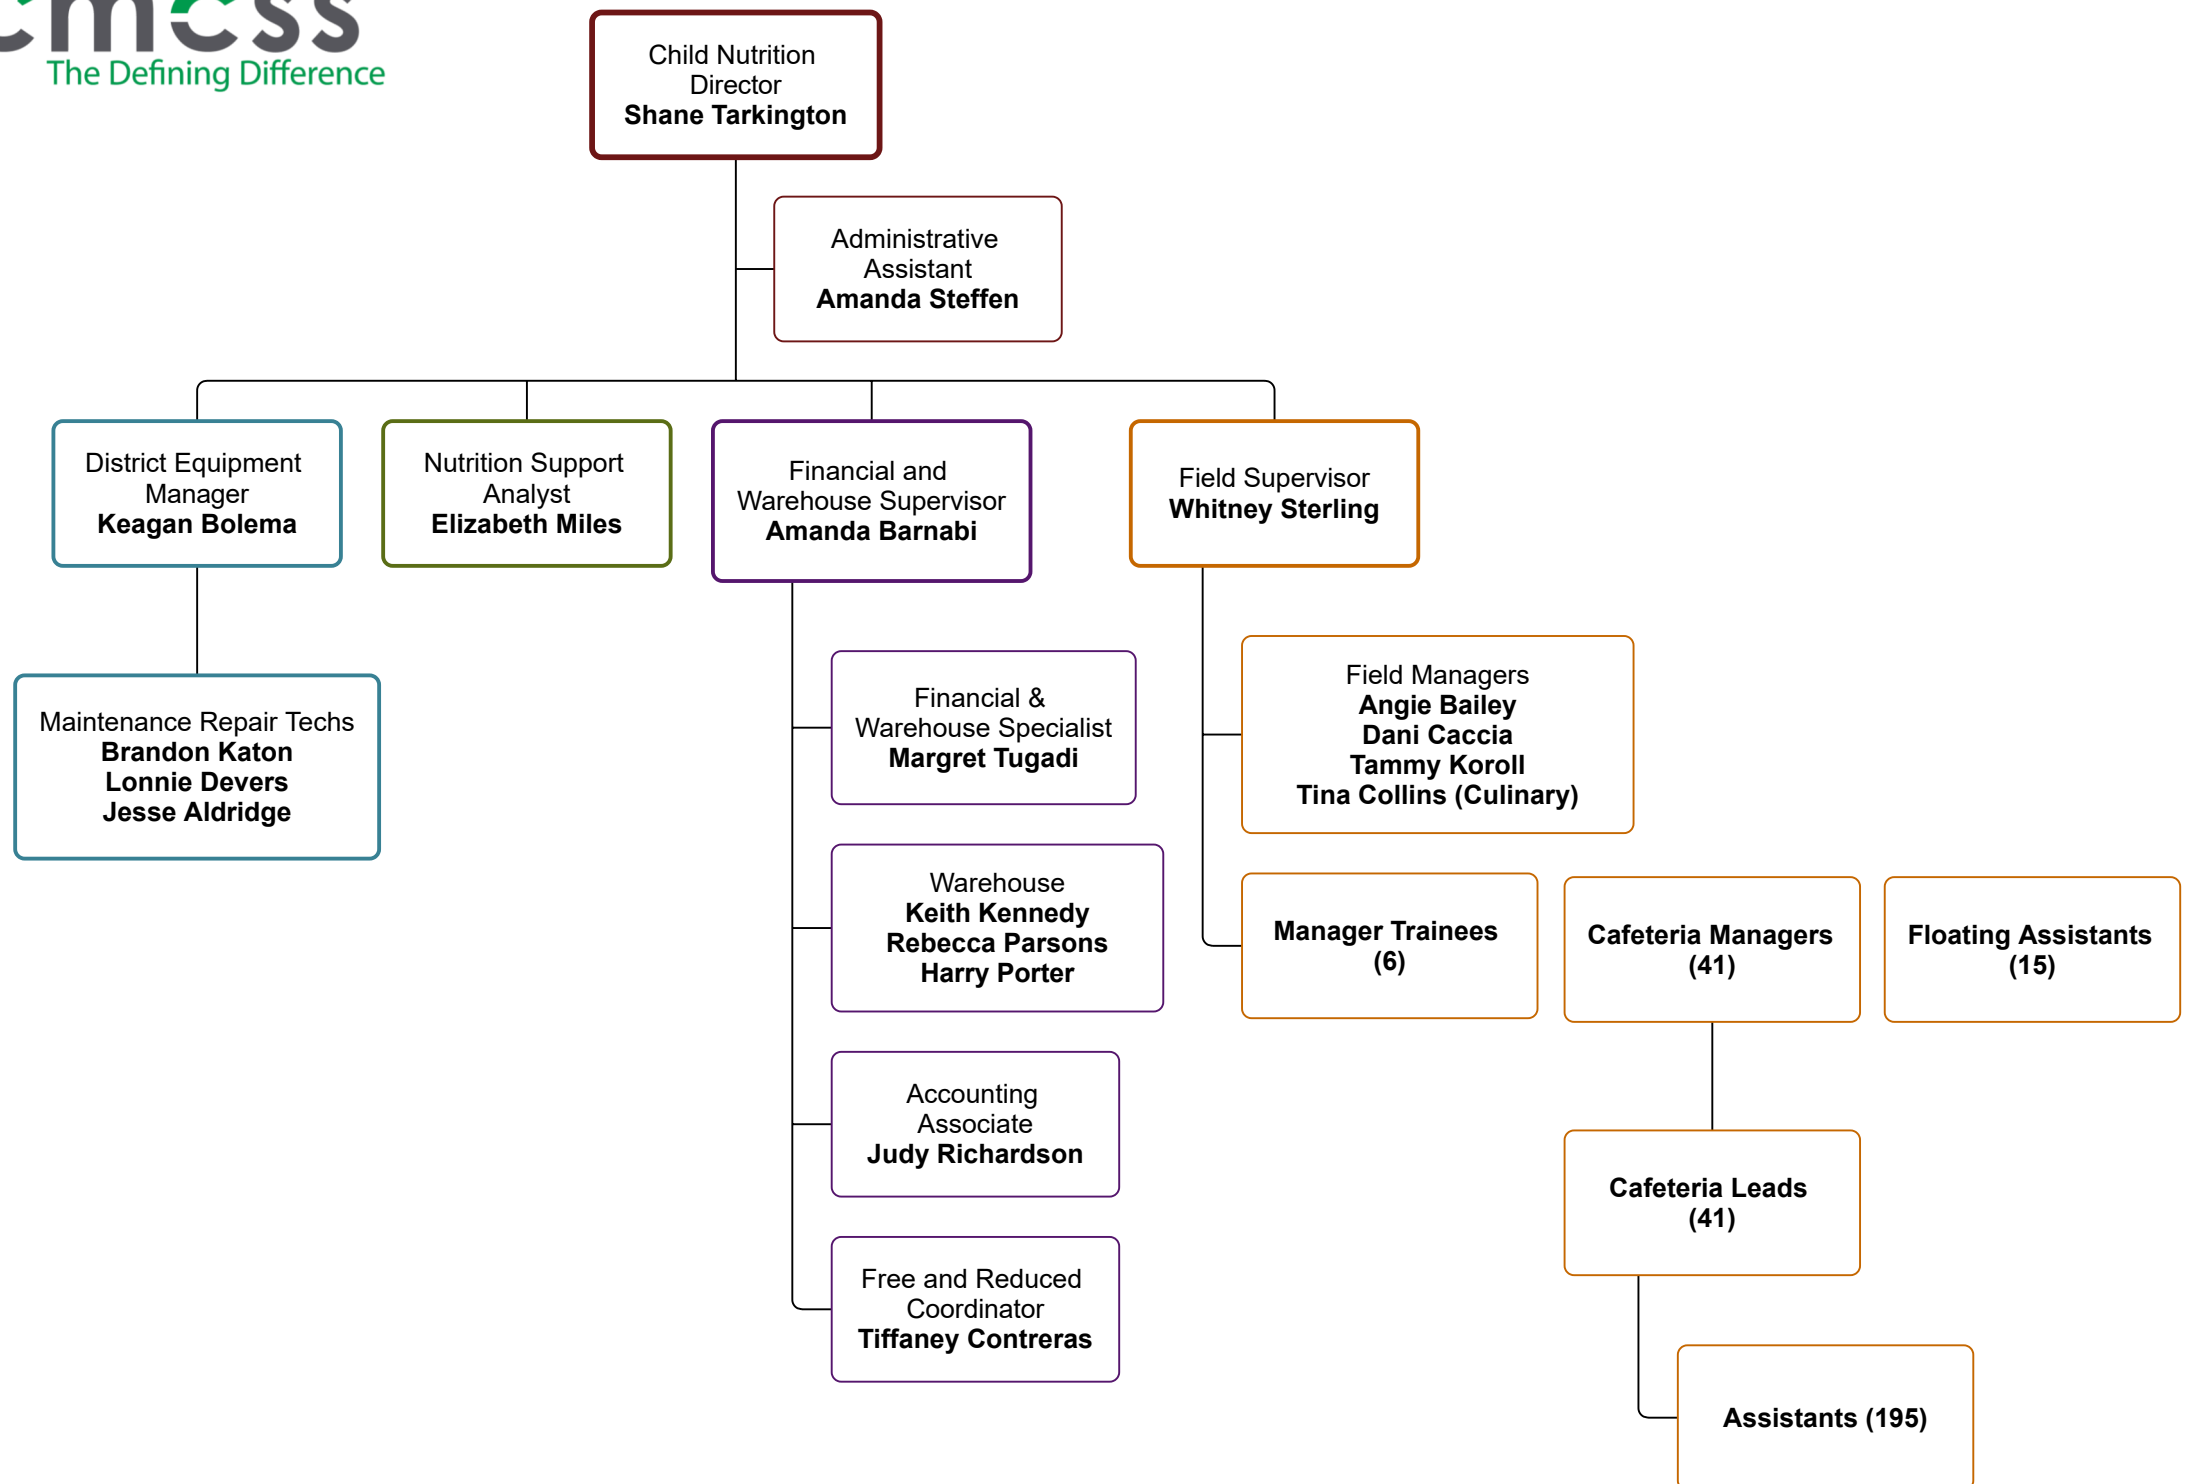 cmcss
The Defining Difference
Child Nutrition
Director
Shane Tarkington
Administrative
Assistant
Amanda Steffen
District Equipment
Manager
Keagan Bolema
Nutrition Support
Analyst
Elizabeth Miles
Financial and
Warehouse Supervisor
Amanda Barnabi
Field Supervisor
Whitney Sterling
Maintenance Repair Techs
Brandon Katon
Lonnie Devers
Jesse Aldridge
Financial &
Warehouse Specialist
Margret Tugadi
Warehouse
Keith Kennedy
Rebecca Parsons
Harry Porter
Accounting
Associate
Judy Richardson
Free and Reduced
Coordinator
Tiffaney Contreras
Field Managers
Angie Bailey
Dani Caccia
Tammy Koroll
Tina Collins (Culinary)
Manager Trainees
(6)
Cafeteria Managers
(41)
Floating Assistants
(15)
Cafeteria Leads
(41)
Assistants (195)